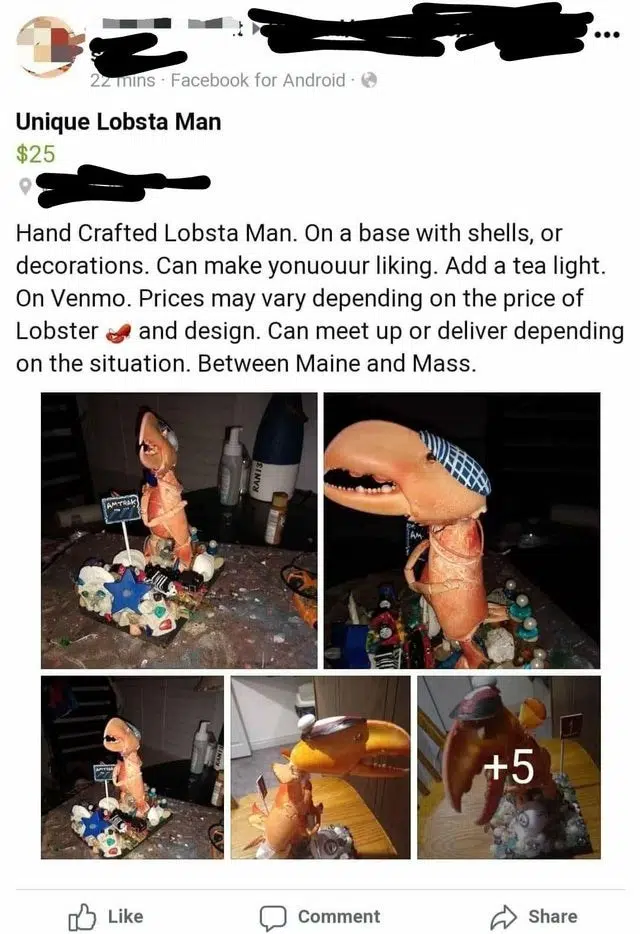 22 mins · Facebook for Android ·
Unique Lobsta Man
$25
Hand Crafted Lobsta Man. On a base with shells, or
decorations. Can make yonuouur liking. Add a tea light.
On Venmo. Prices may vary depending on the price of
Lobster 🦞 and design. Can meet up or deliver depending
on the situation. Between Maine and Mass.
AMTRAK
RANIS
AM
+5
Like
Comment
Share